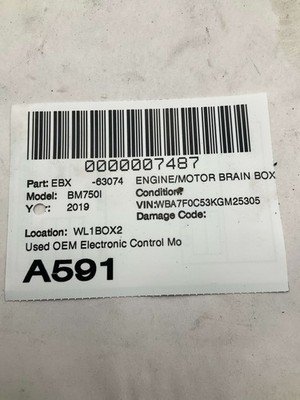 0000007487
Part: EBX -63074 ENGINE/MOTOR BRAIN BOX
Model: BM750I Condition#
2019 VIN:WBA7F0C53KGM25305
Damage Code:
Location: WL1BOX2
Used OEM Electronic Control Mo
A591